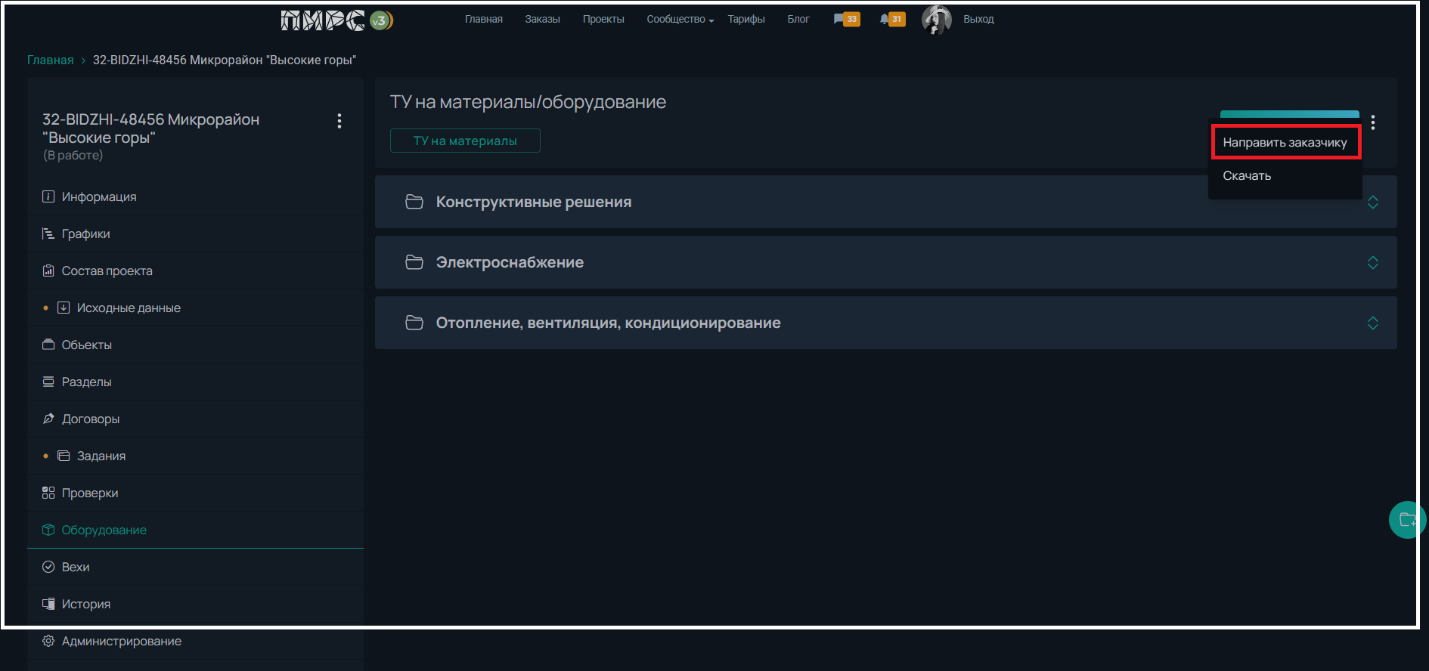 ПИРС v3
Главная
Заказы
Проекты
Сообщество
Тарифы
Блог
33
31
Выход
Главная > 32-BIDZHI-48456 Микрорайон "Высокие горы"
32-BIDZHI-48456 Микрорайон
"Высокие горы"
(В работе)
Информация
Графики
Состав проекта
Исходные данные
Объекты
Разделы
Договоры
Задания
Проверки
Оборудование
Вехи
История
Администрирование
ТУ на материалы/оборудование
ТУ на материалы
Направить заказчику
Скачать
Конструктивные решения
Электроснабжение
Отопление, вентиляция, кондиционирование